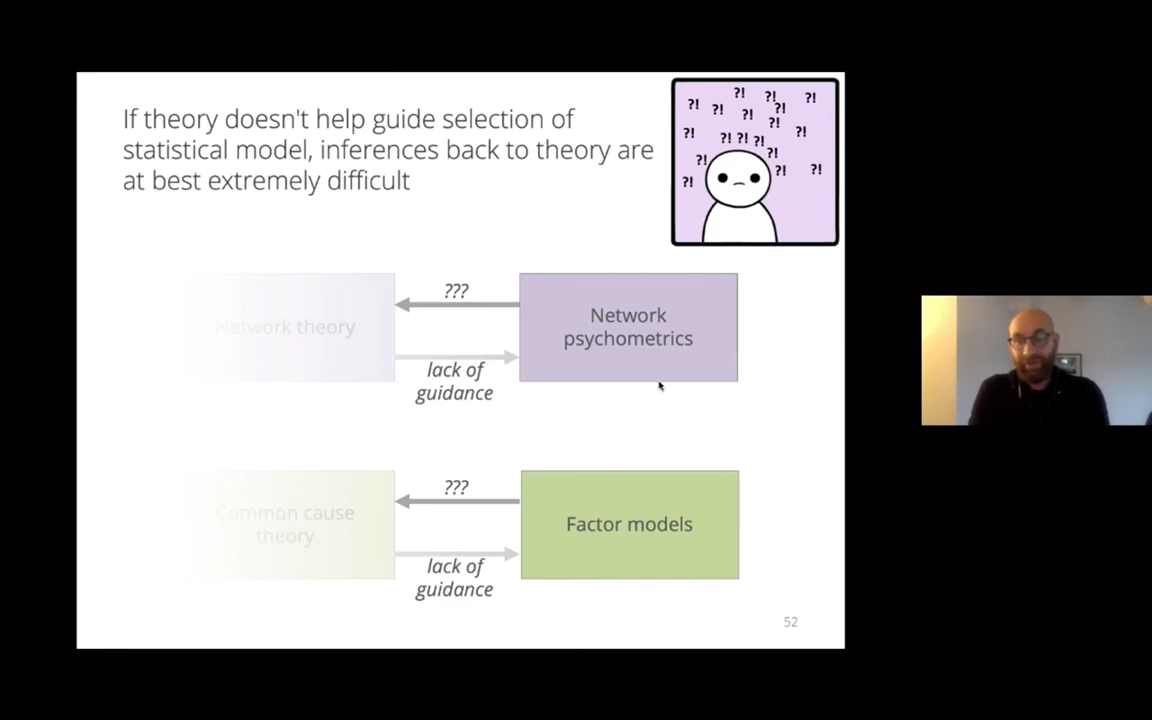 If theory doesn't help guide selection of
statistical model, inferences back to theory are
at best extremely difficult
?! ?! ?!
?! ?! ?! ?!
?!
?! ?!
?! ?! ?!
?! ?!
?! ?!
?!
???
Network theory
Network
psychometrics
lack of
guidance
???
Common cause
theory
Factor models
lack of
guidance
52